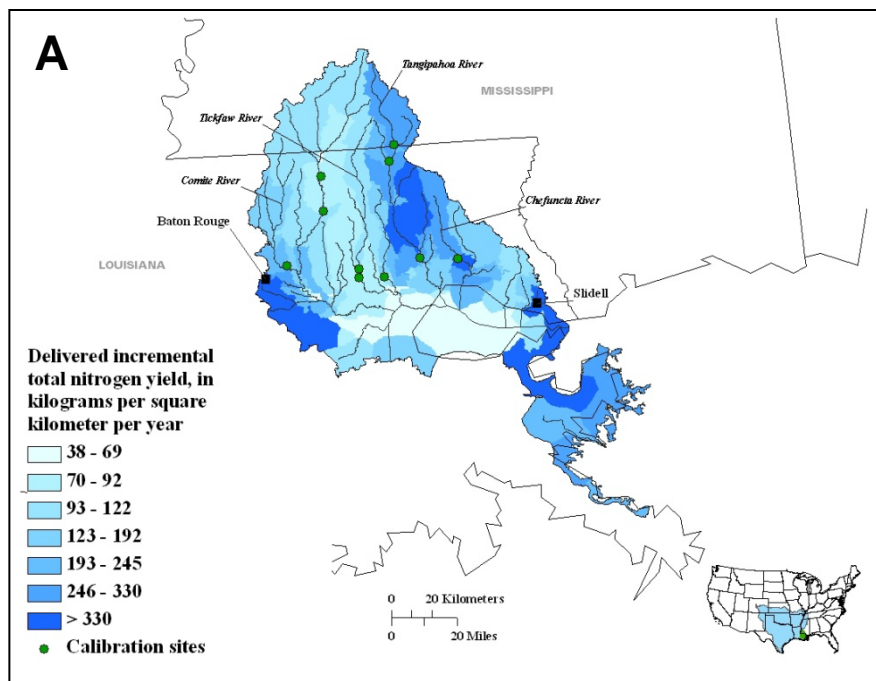 A
Tangipahoa River
MISSISSIPPI
Tickfaw River
Comite River
Chefuncta River
Baton Rouge
LOUISIANA
Slidell
Delivered incremental
total nitrogen yield, in
kilograms per square
kilometer per year
38 - 69
70 - 92
93 - 122
123 - 192
193 - 245
246 - 330
> 330
Calibration sites
0 20 Kilometers
0 20 Miles